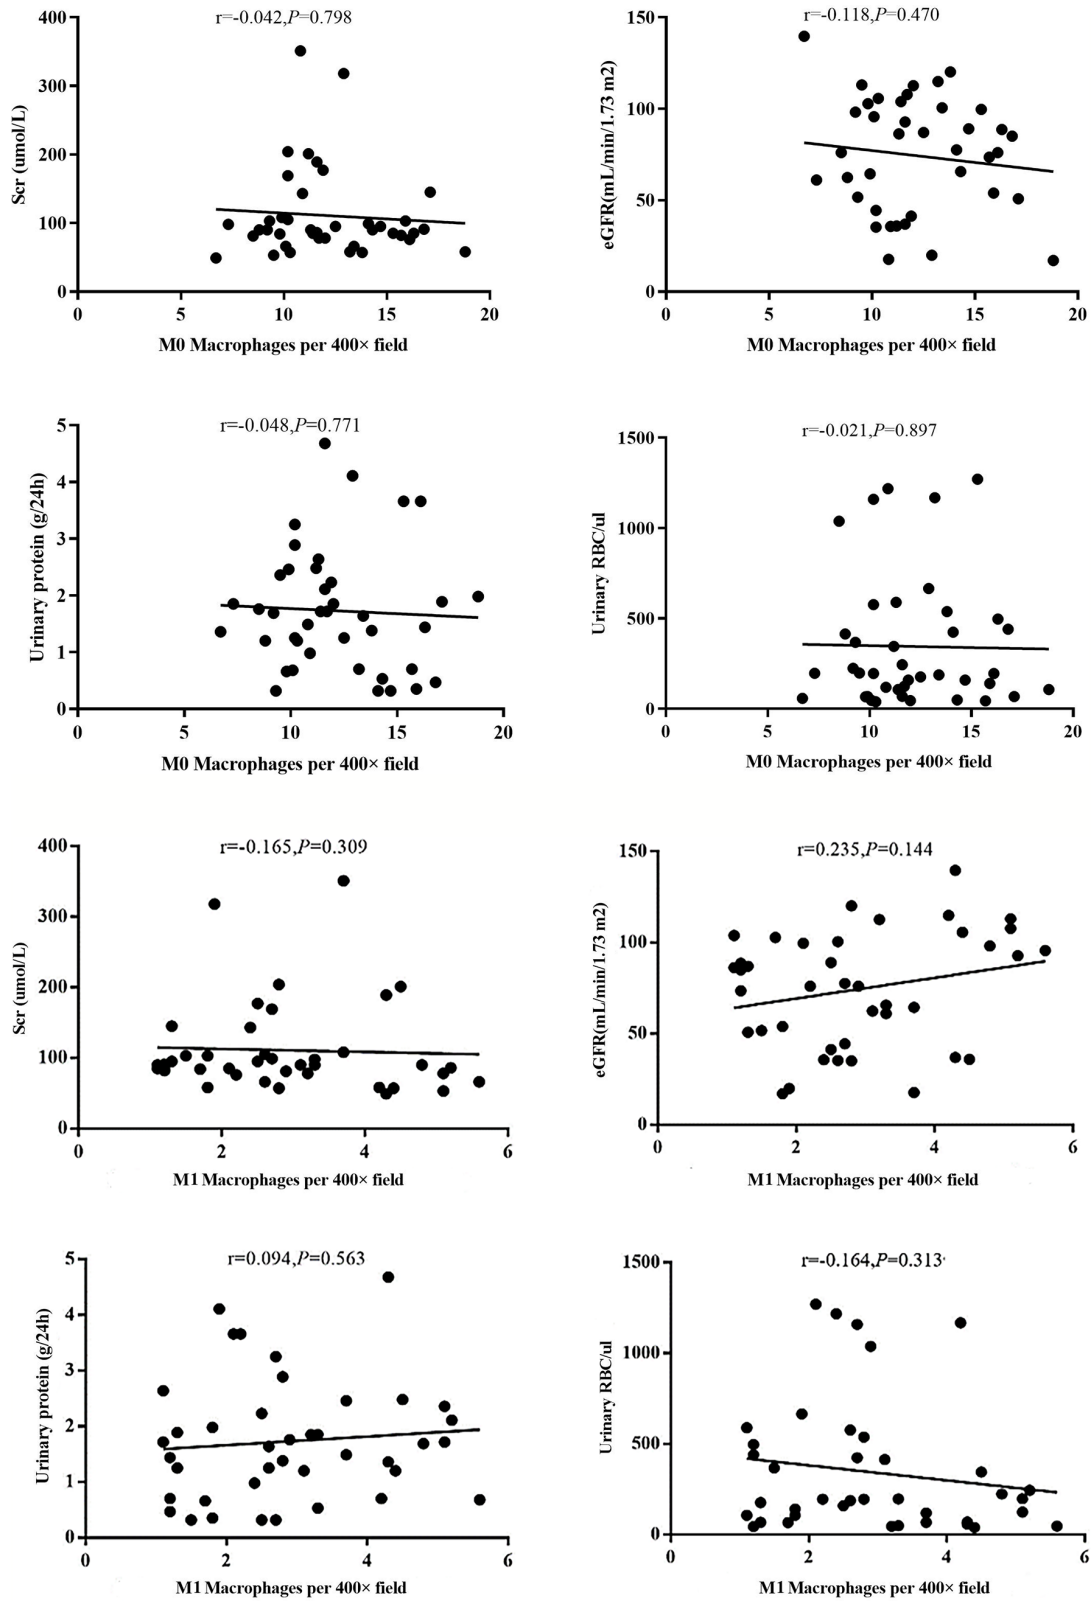 r=-0.042,P=0.798
400
300
200
100
0
Scr (umol/L)
0 5 10 15 20
M0 Macrophages per 400× field
r=-0.118,P=0.470
150
100
50
0
eGFR(mL/min/1.73 m2)
0 5 10 15 20
M0 Macrophages per 400× field
r=-0.048,P=0.771
5
4
3
2
1
0
Urinary protein (g/24h)
0 5 10 15 20
M0 Macrophages per 400× field
r=-0.021,P=0.897
1500
1000
500
0
Urinary RBC/ul
0 5 10 15 20
M0 Macrophages per 400× field
r=-0.165,P=0.309
400
300
200
100
0
Scr (umol/L)
0 2 4 6
M1 Macrophages per 400× field
r=0.235,P=0.144
150
100
50
0
eGFR(mL/min/1.73 m2)
0 2 4 6
M1 Macrophages per 400× field
r=0.094,P=0.563
5
4
3
2
1
0
Urinary protein (g/24h)
0 2 4 6
M1 Macrophages per 400× field
r=-0.164,P=0.313
1500
1000
500
0
Urinary RBC/ul
0 2 4 6
M1 Macrophages per 400× field